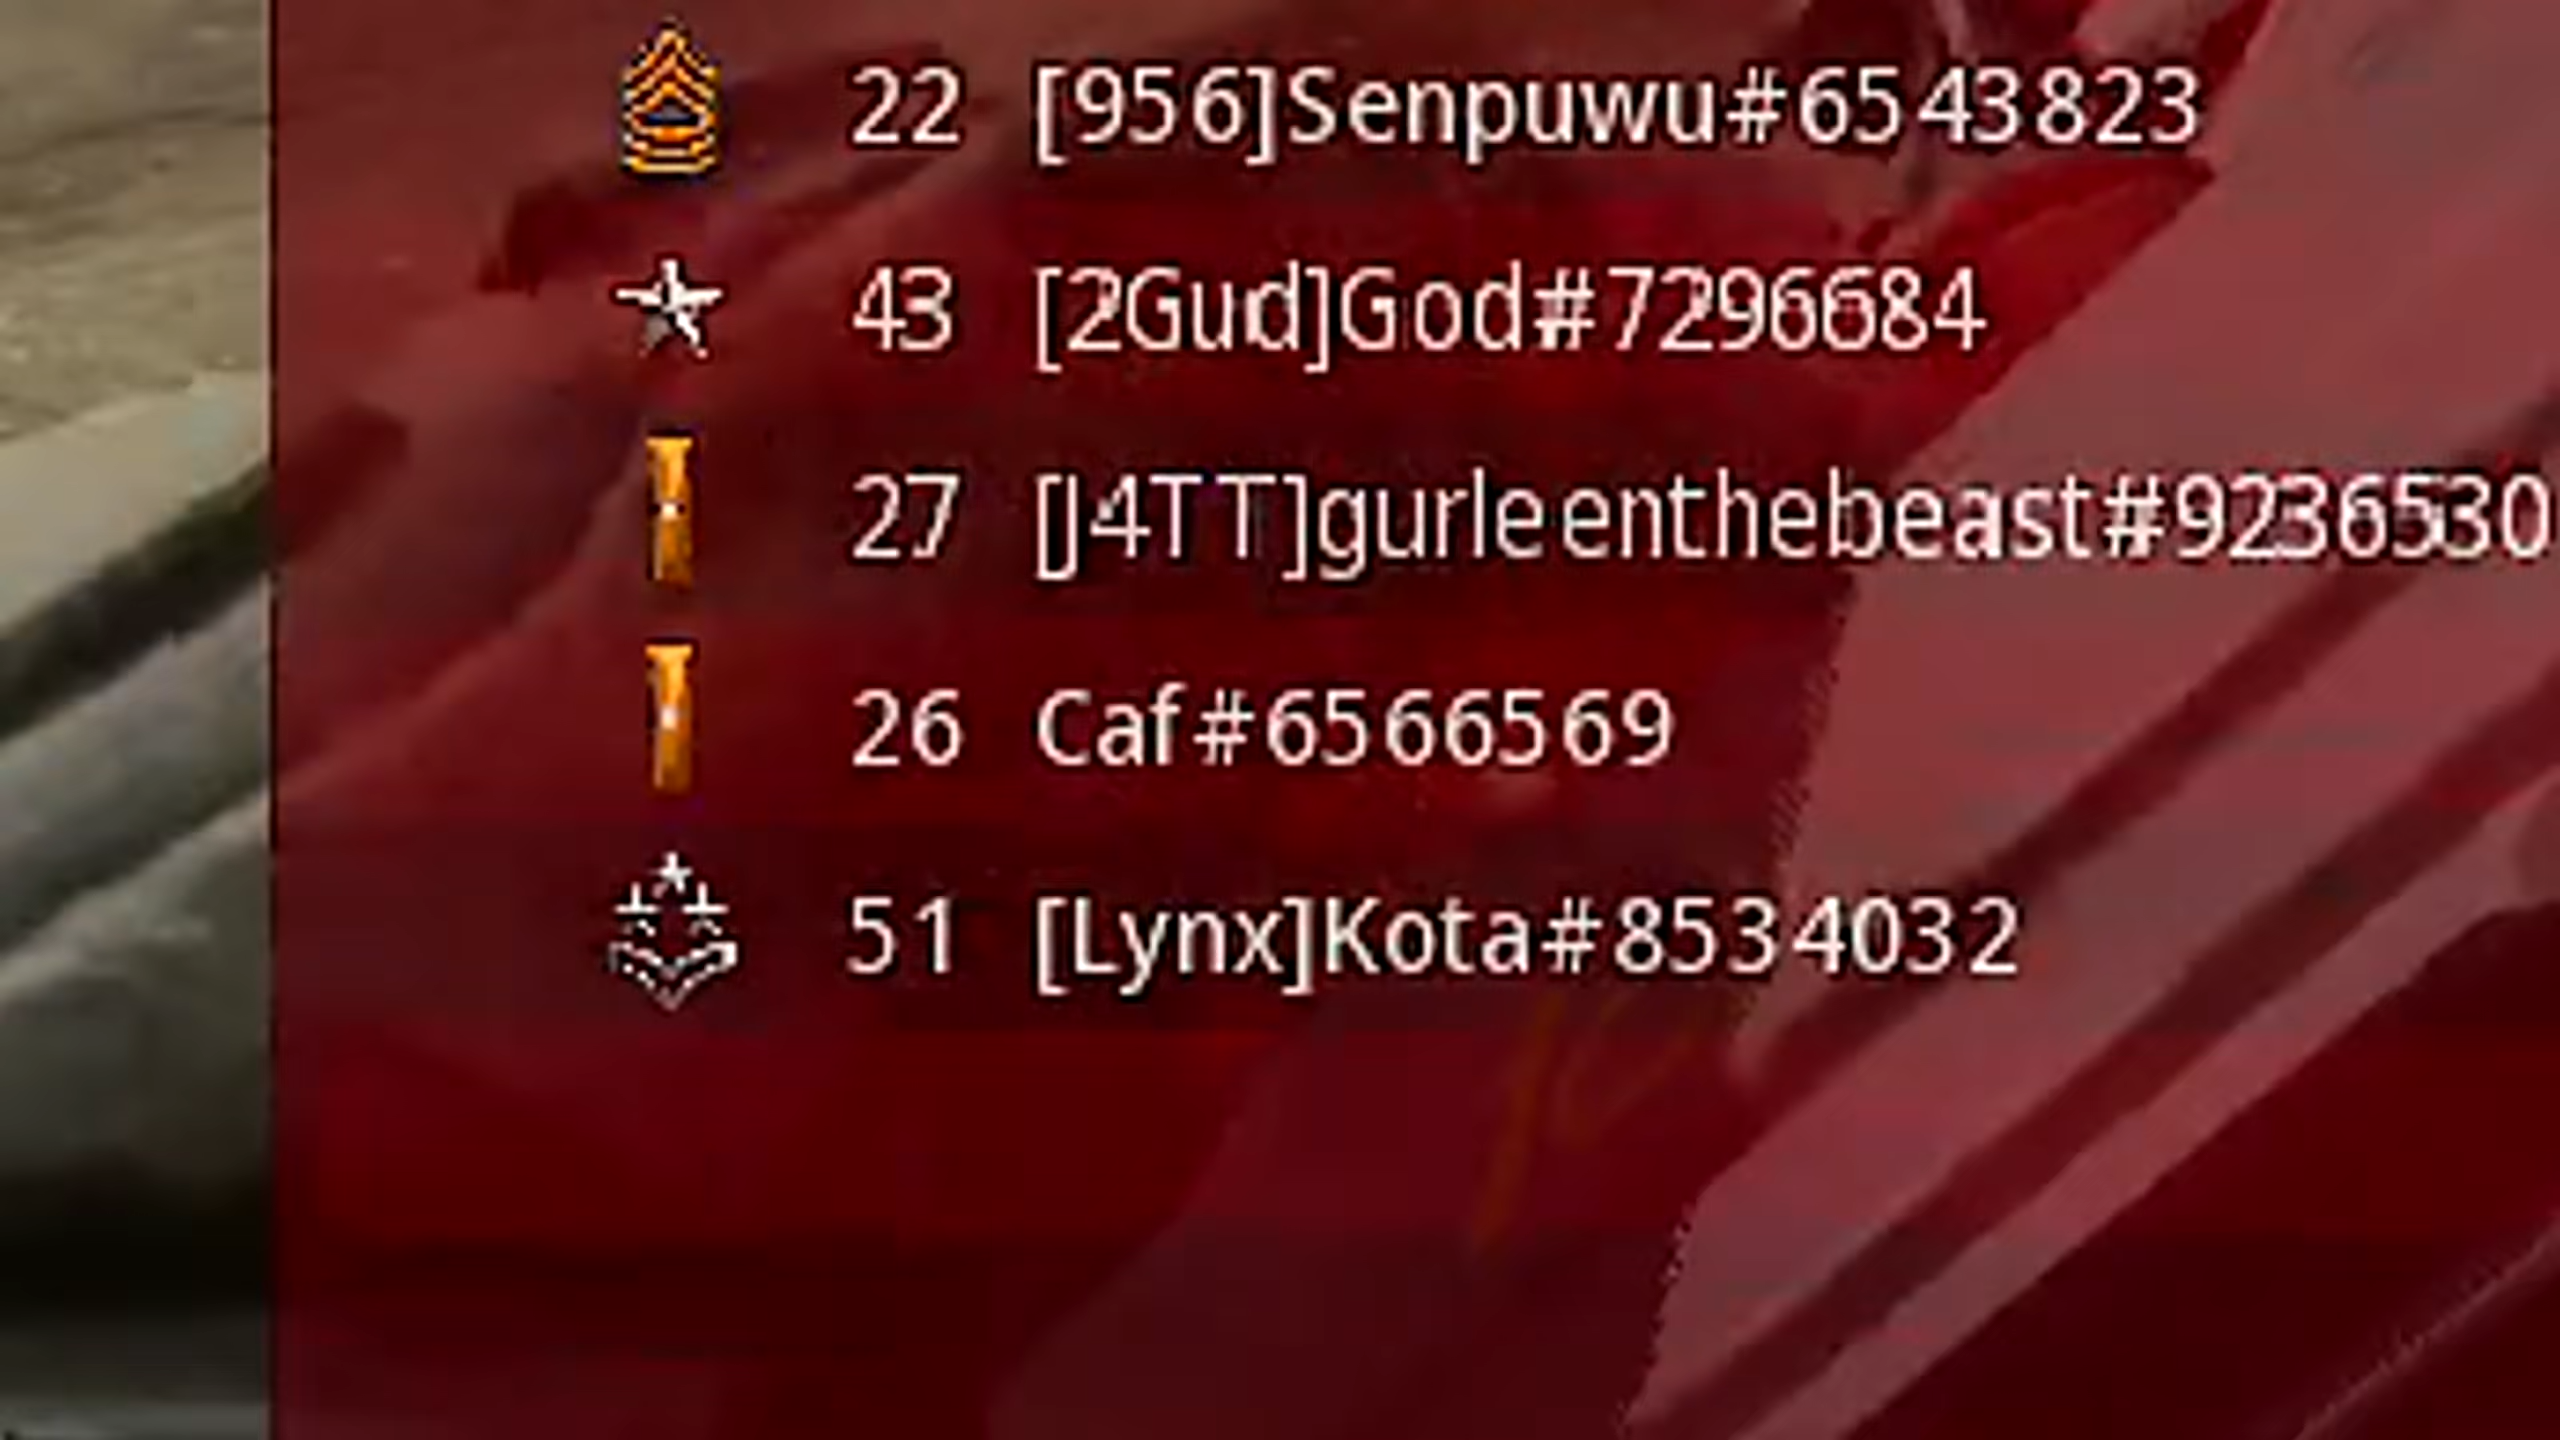 22 [956]Senpuwu#6543823
43 [2Gud]God#7296684
27 [J4TT]gurleenthebeast#9236530
26 Caf#6566569
51 [Lynx]Kota#8534032